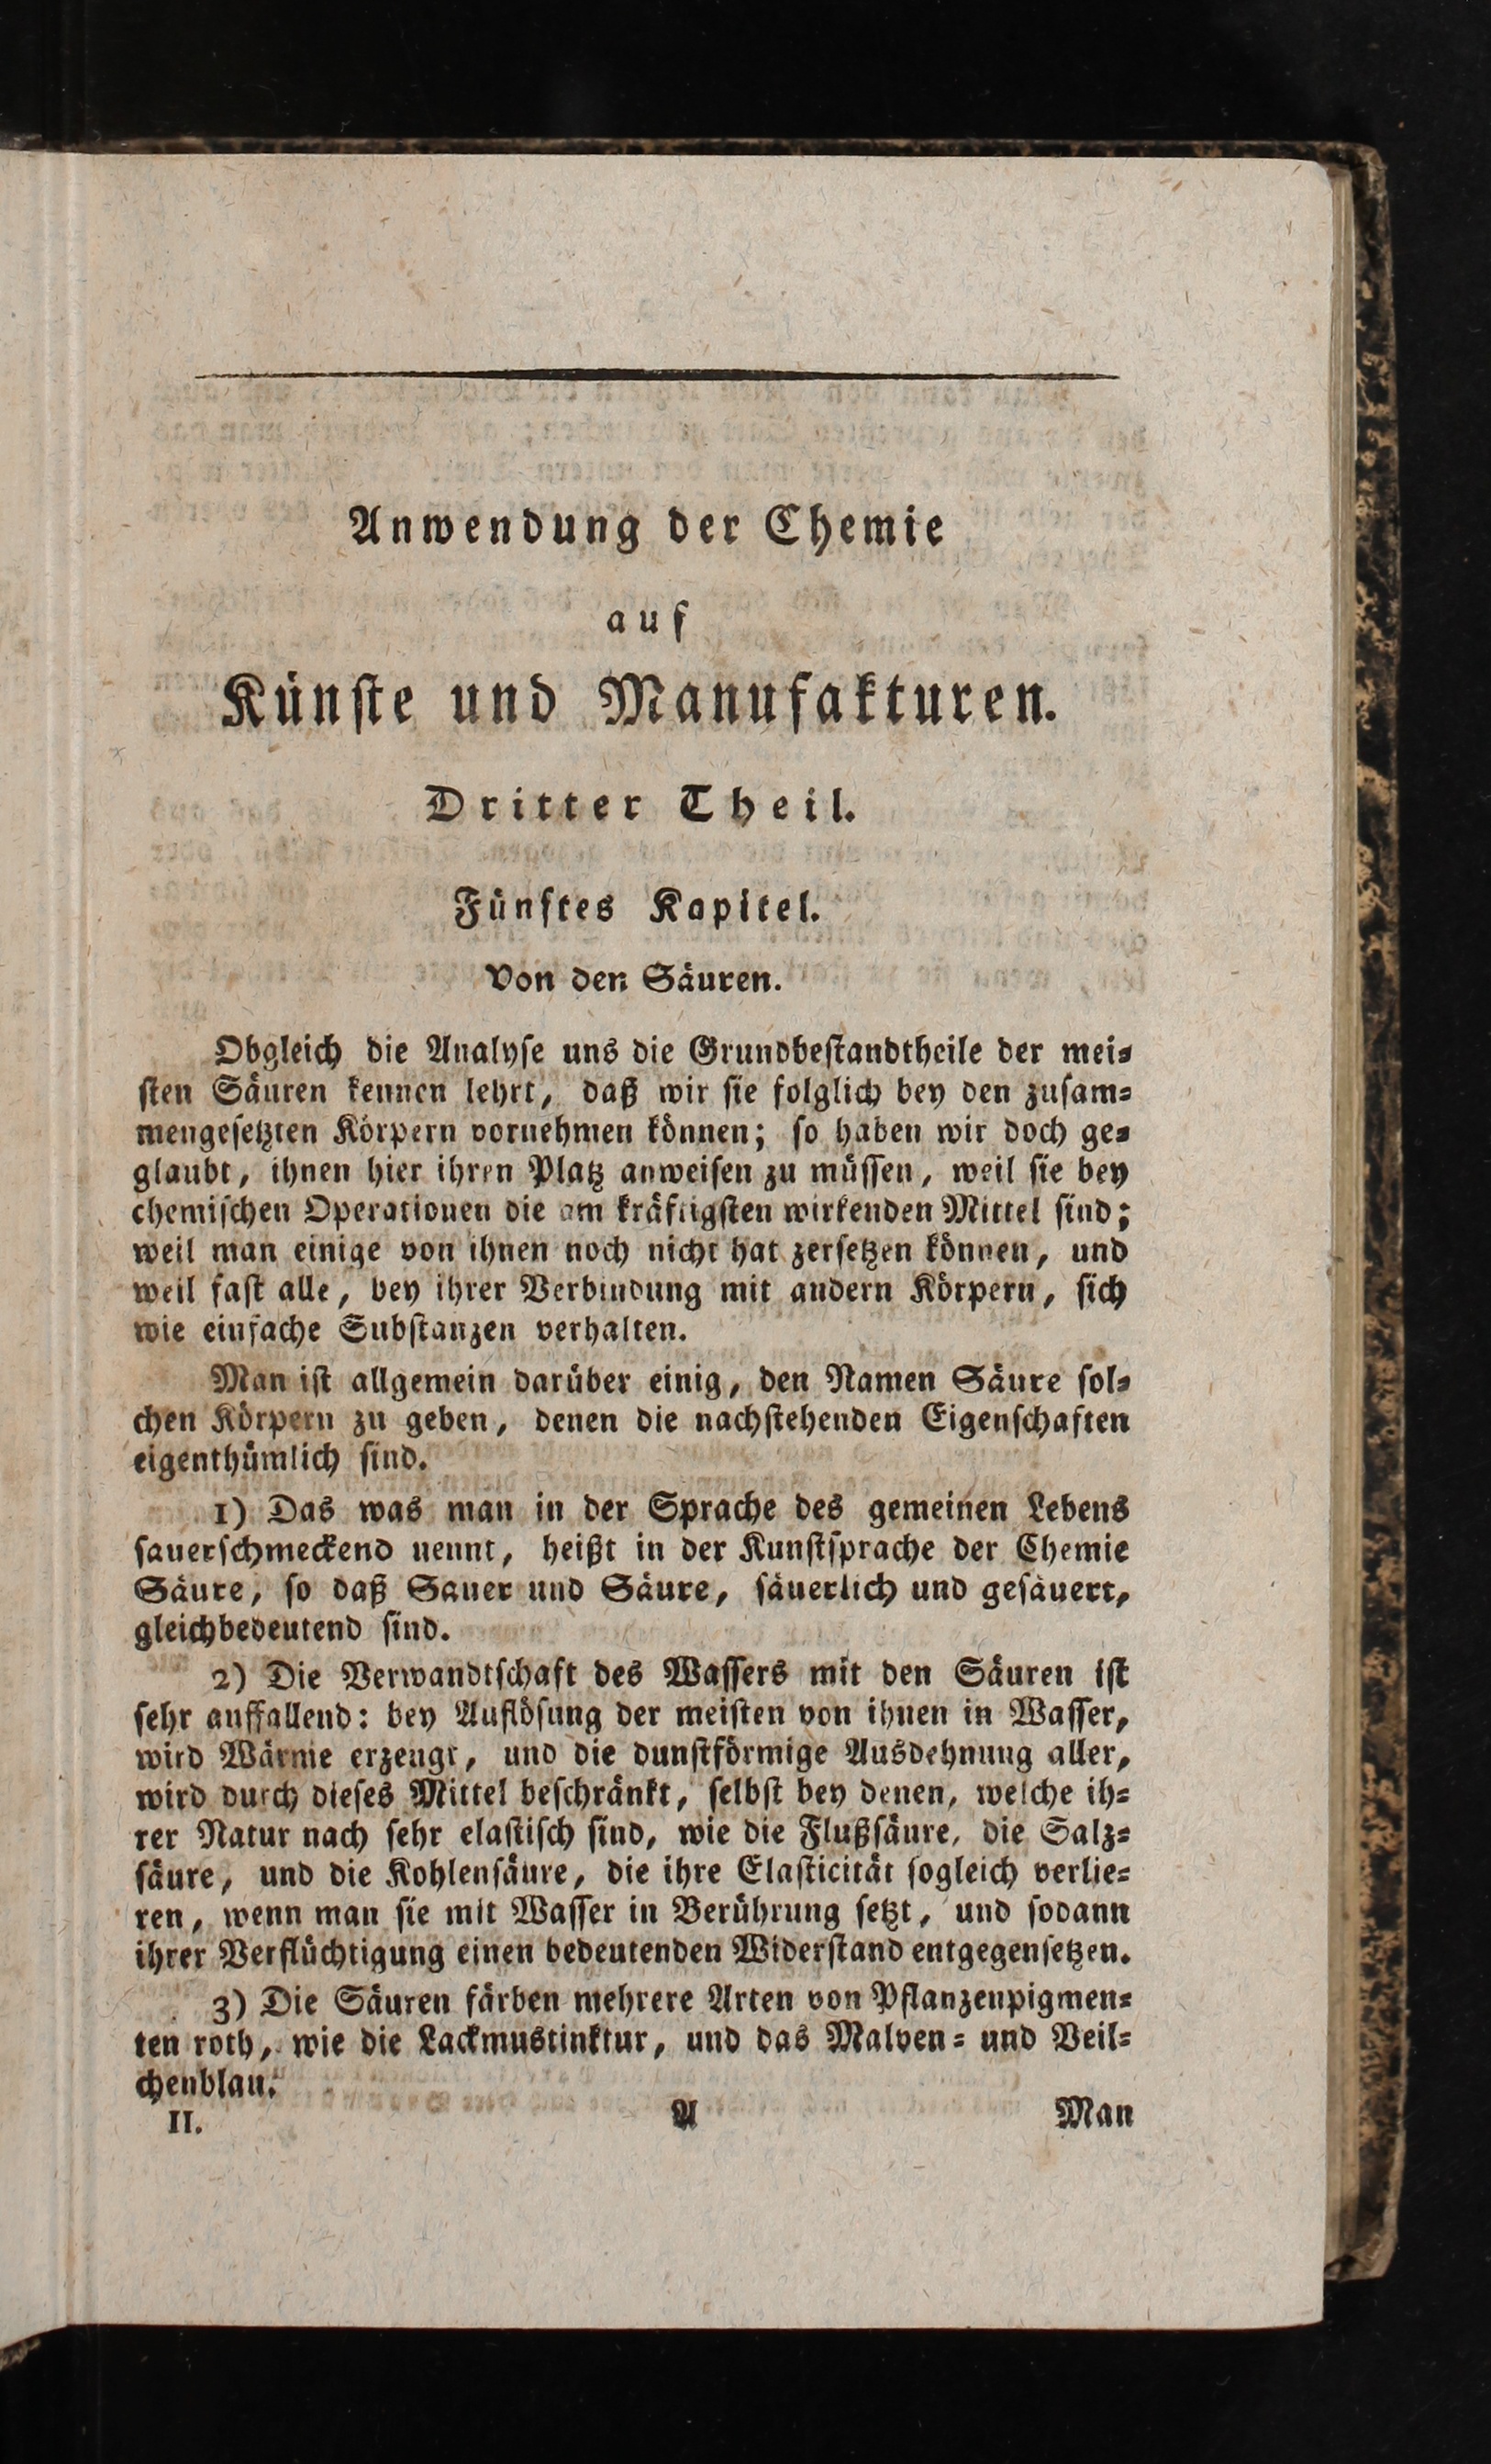 Anwendung der Chemie
auf
Künſte und Manufakturen.
Dritter Theil.
Fünftes Kapitel.
Von den Säuren.
Obgleich die Analyſe uns die Grundbeſtandtheile der mei⸗
ſten Säuren kennen lehrt, daß wir ſie folglich bey den zuſam⸗
mengeſetzten Körpern vornehmen können; ſo haben wir doch ge⸗
glaubt, ihnen hier ihren Platz anweiſen zu müſſen, weil ſie bey
chemiſchen Operationen die am kräftigſten wirkenden Mittel ſind;
weil man einige von ihnen noch nicht hat zerſetzen können, und
weil faſt alle, bey ihrer Verbindung mit andern Körpern, ſich
wie einfache Subſtanzen verhalten.
Man iſt allgemein darüber einig, den Namen Säure ſol⸗
chen Körpern zu geben, denen die nachſtehenden Eigenſchaften
eigenthümlich ſind.
1) Das was man in der Sprache des gemeinen Lebens
ſauerſchmeckend nennt, heißt in der Kunſtſprache der Chemie
Säure, ſo daß Sauer und Säure, ſäuerlich und geſäuert,
gleichbedeutend ſind.
2) Die Verwandtſchaft des Waſſers mit den Säuren iſt
ſehr auffallend: bey Auflöſung der meiſten von ihnen in Waſſer,
wird Wärme erzeugt, und die dunſtförmige Ausdehnung aller,
wird durch dieſes Mittel beſchränkt, ſelbſt bey denen, welche ih⸗
rer Natur nach ſehr elaſtiſch ſind, wie die Flußſäure, die Salz⸗
ſäure, und die Kohlenſäure, die ihre Elaſticität ſogleich verlie⸗
ren, wenn man ſie mit Waſſer in Berührung ſetzt, und ſodann
ihrer Verflüchtigung einen bedeutenden Widerſtand entgegenſetzen.
3) Die Säuren färben mehrere Arten von Pflanzenpigmen⸗
ten roth, wie die Lackmustinktur, und das Malven⸗ und Veil⸗
chenblau.
II. A Man